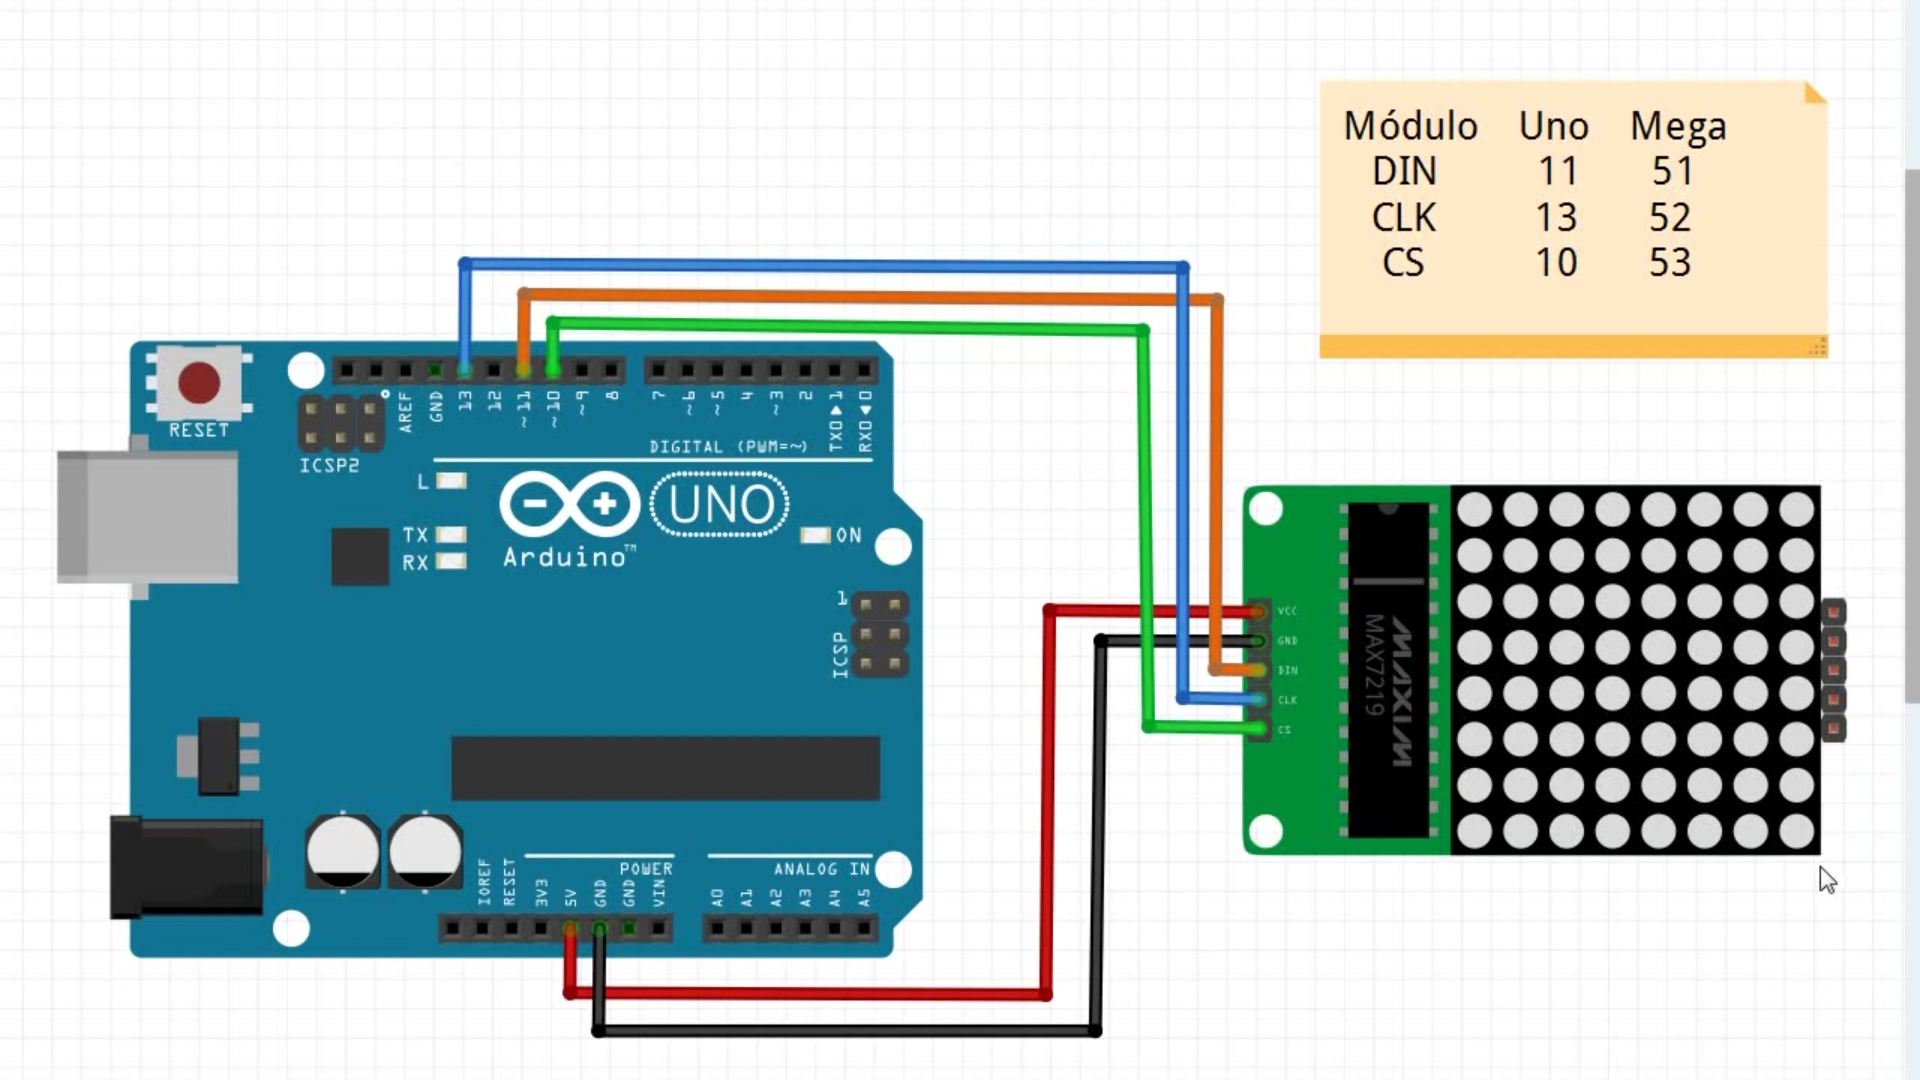 Módulo Uno Mega
DIN 11 51
CLK 13 52
CS 10 53
RESET
ICSP2
AREF
GND
13
12
~11
~10
~9
8
7
~6
~5
4
~3
2
TX0▶1
RX0◀0
DIGITAL (PWM=~)
L
TX
RX
UNO
Arduino™
ON
1
ICSP
VCC
GND
DIN
CLK
CS
MAXIM
MAX7219
POWER
ANALOG IN
IOREF
RESET
3V3
5V
GND
GND
VIN
A0
A1
A2
A3
A4
A5